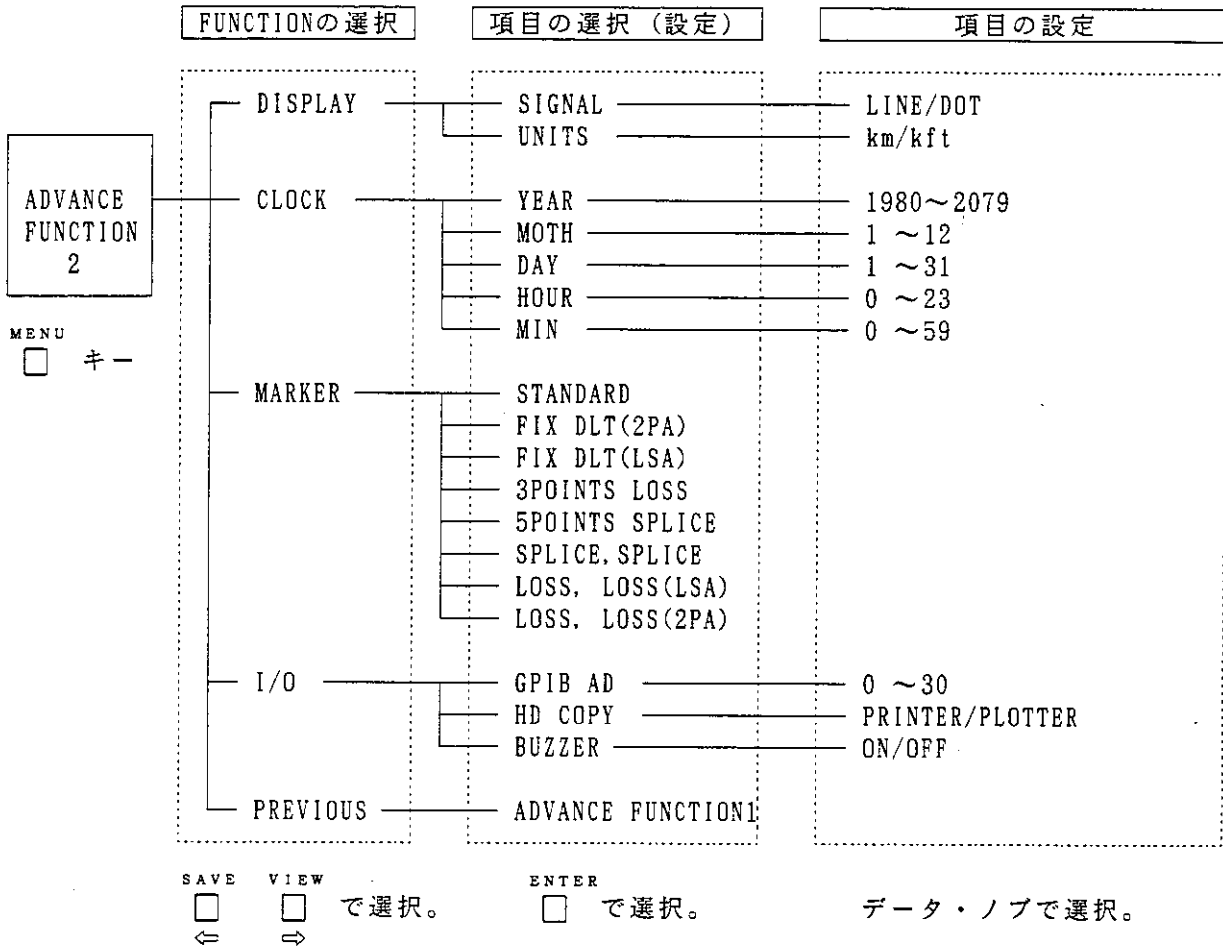 FUNCTIONの選択 項目の選択（設定） 項目の設定
DISPLAY SIGNAL LINE/DOT
UNITS km/kft
ADVANCE FUNCTION 2
CLOCK YEAR 1980～2079
MOTH 1 ～12
DAY 1 ～31
HOUR 0 ～23
MIN 0 ～59
MENU
キー
MARKER STANDARD
FIX DLT(2PA)
FIX DLT(LSA)
3POINTS LOSS
5POINTS SPLICE
SPLICE,SPLICE
LOSS, LOSS(LSA)
LOSS, LOSS(2PA)
I/O GPIB AD 0 ～30
HD COPY PRINTER/PLOTTER
BUZZER ON/OFF
PREVIOUS ADVANCE FUNCTION1
SAVE VIEW ENTER
で選択。 で選択。 データ・ノブで選択。
⇦ ⇨